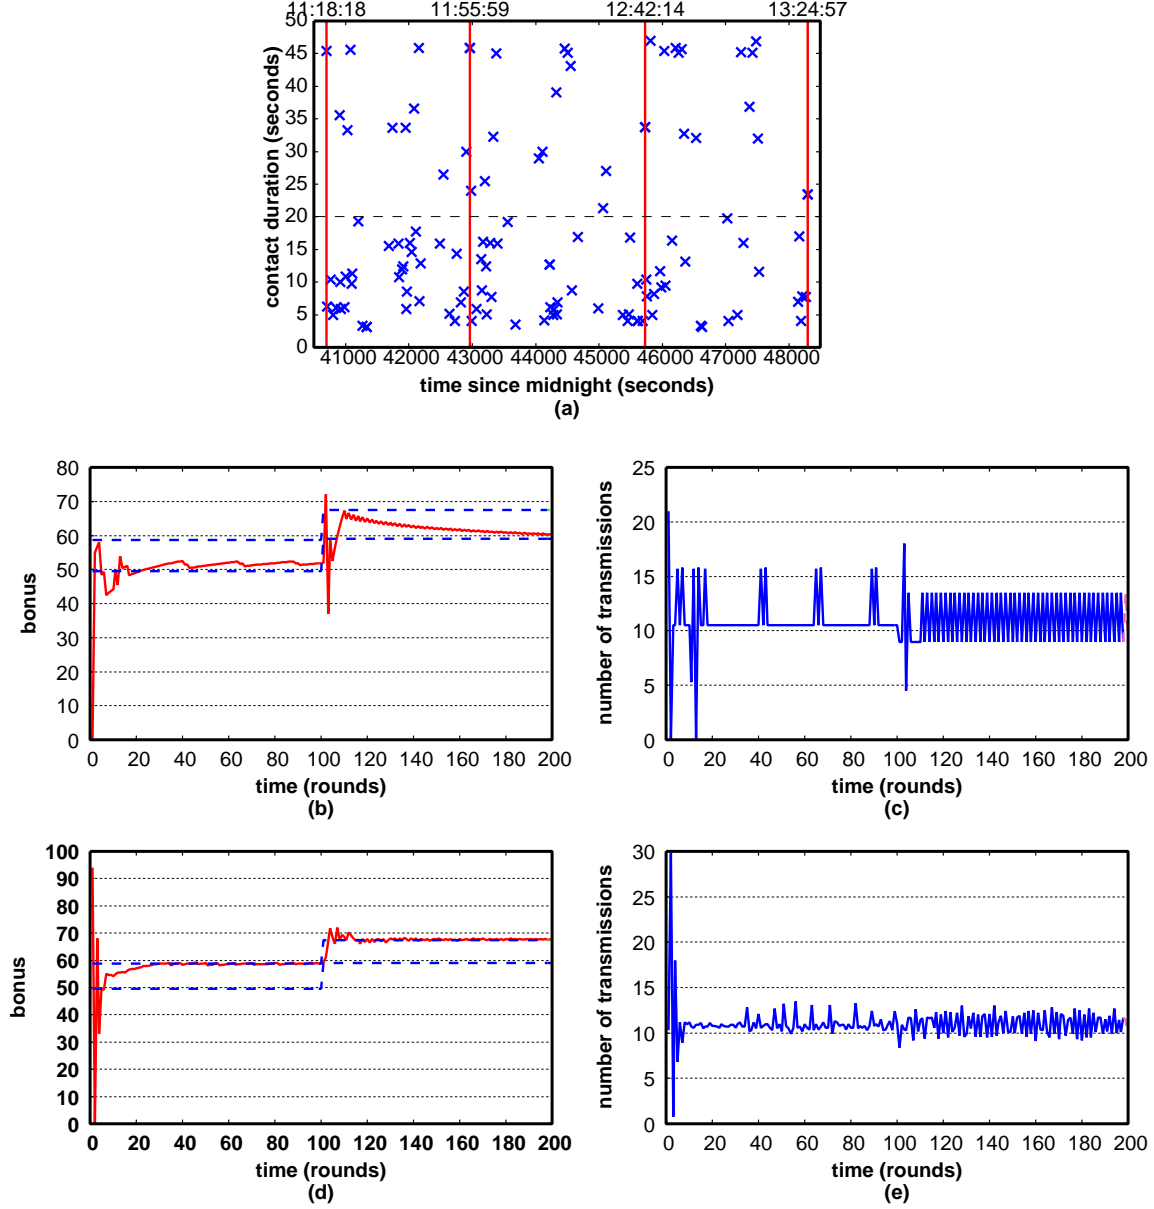 11:18:18 11:55:59 12:42:14 13:24:57
50
45
40
35
30
25
20
15
10
5
0
contact duration (seconds)
41000 42000 43000 44000 45000 46000 47000 48000
time since midnight (seconds)
(a)
80
70
60
50
40
30
20
10
0
bonus
0 20 40 60 80 100 120 140 160 180 200
time (rounds)
(b)
25
20
15
10
5
0
number of transmissions
0 20 40 60 80 100 120 140 160 180 200
time (rounds)
(c)
100
90
80
70
60
50
40
30
20
10
0
bonus
0 20 40 60 80 100 120 140 160 180 200
time (rounds)
(d)
30
25
20
15
10
5
0
number of transmissions
0 20 40 60 80 100 120 140 160 180 200
time (rounds)
(e)